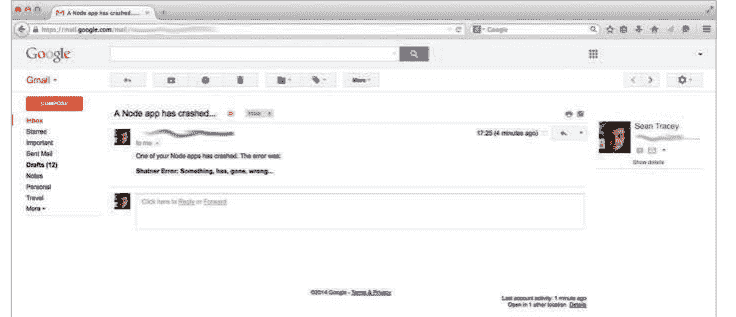 A Node app has crashed....
https://mail.google.com/mail/
Google
Google
Gmail
More
COMPOSE
A Node app has crashed...
Inbox x
Inbox
Starred
Important
Sent Mail
Drafts (12)
Notes
Personal
Travel
More
17:25 (4 minutes ago)
to me
One of your Node apps has crashed. The error was:
Shatner Error: Something, has, gone, wrong...
Click here to Reply or Forward
Sean Tracey
Show details
©2014 Google - Terms & Privacy
Last account activity: 1 minute ago
Open in 1 other location Details